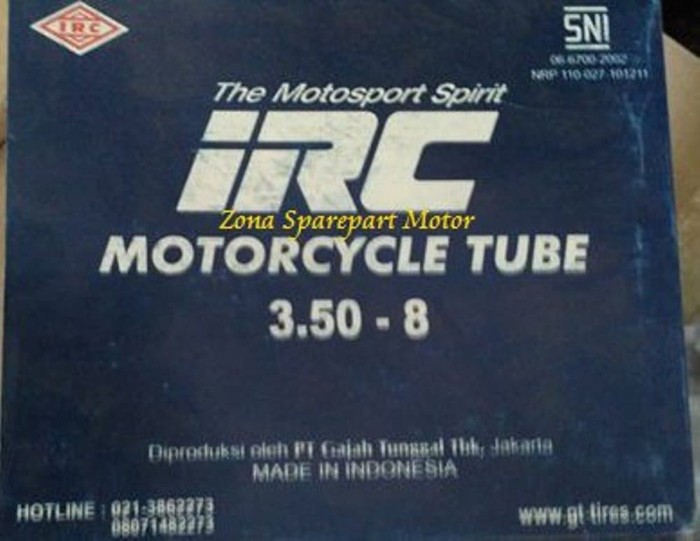 IRC
SNI
06-6700-2002
NRP 110-027-101211
The Motosport Spirit
iRC
Zona Sparepart Motor
MOTORCYCLE TUBE
3.50 - 8
Diproduksi oleh PT Gajah Tunggal Tbk, Jakarta
MADE IN INDONESIA
HOTLINE : 021-3862273
08071482273
www.gt-tires.com